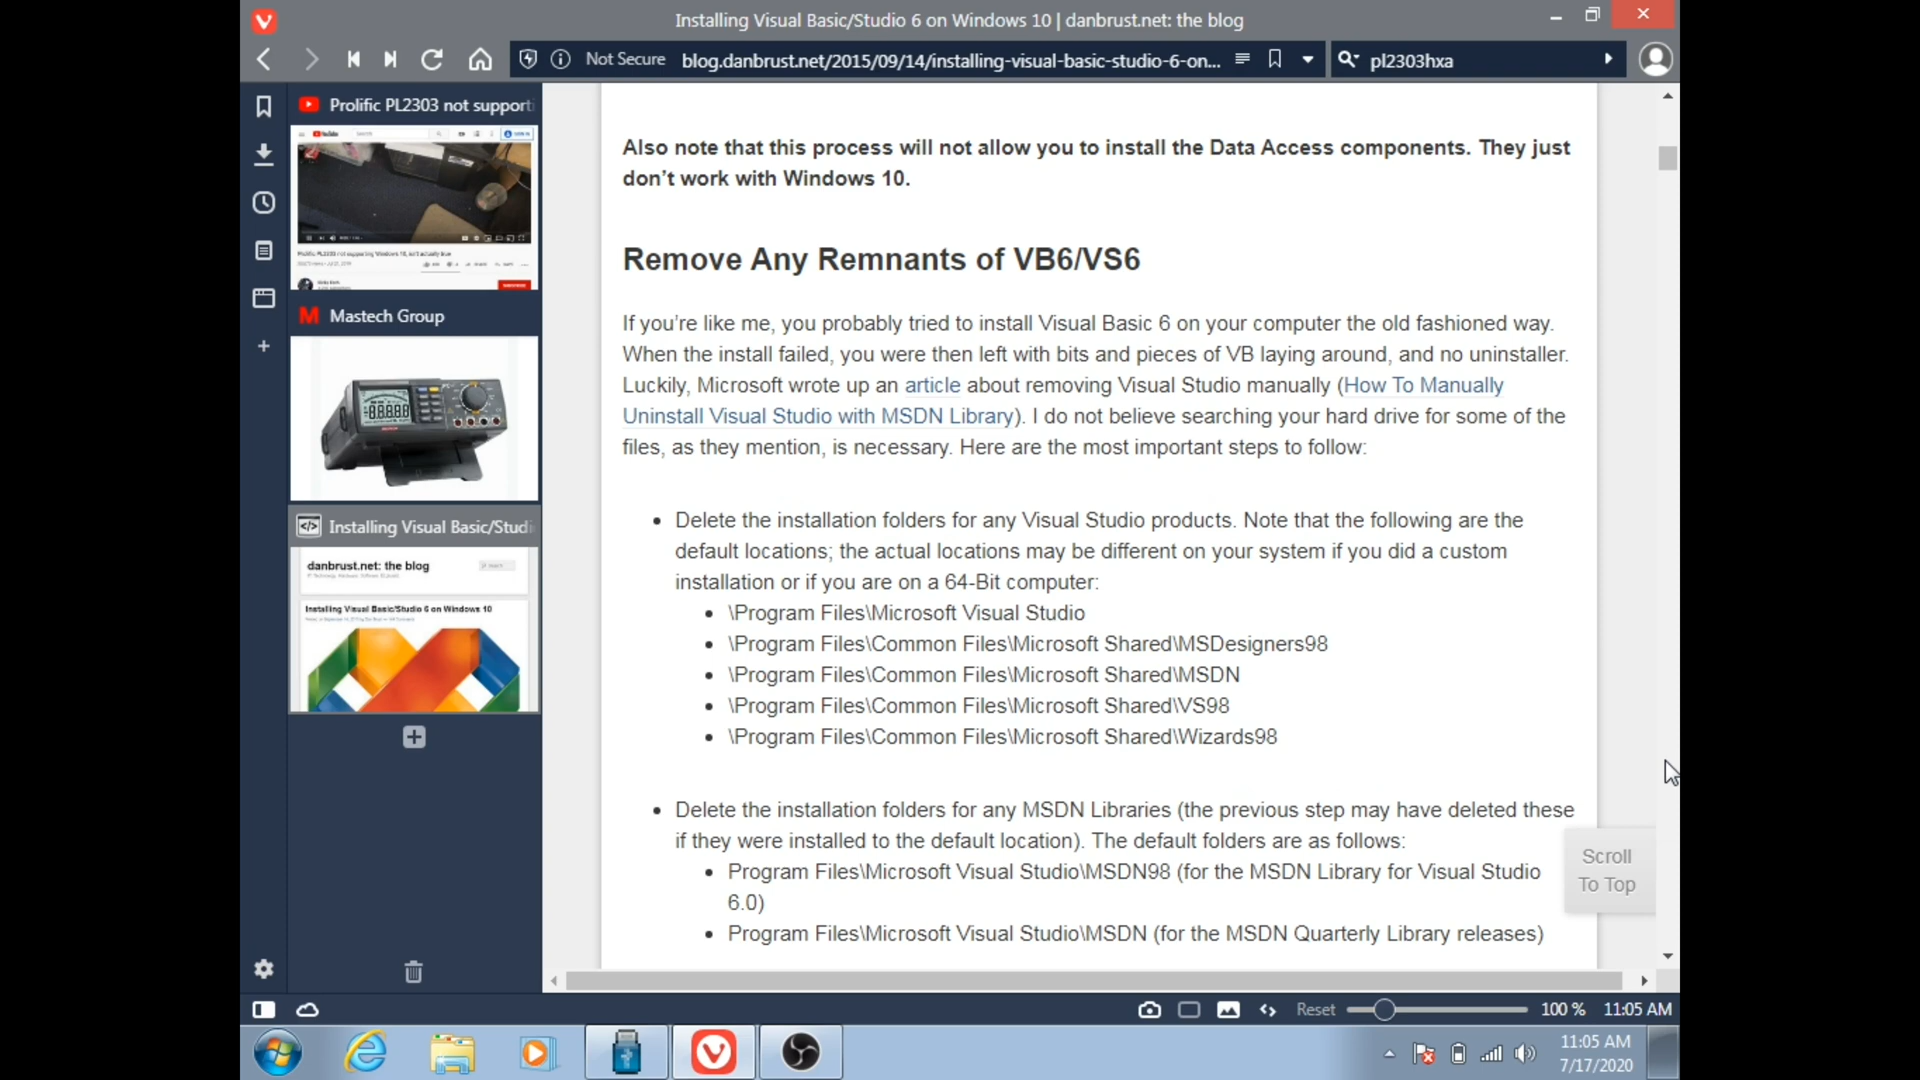 Installing Visual Basic/Studio 6 on Windows 10 | danbrust.net: the blog
Not Secure
blog.danbrust.net/2015/09/14/installing-visual-basic-studio-6-on...
pl2303hxa
Prolific PL2303 not supporti
Mastech Group
Installing Visual Basic/Studi
danbrust.net: the blog
Installing Visual Basic/Studio 6 on Windows 10
Also note that this process will not allow you to install the Data Access components. They just
don’t work with Windows 10.
Remove Any Remnants of VB6/VS6
If you’re like me, you probably tried to install Visual Basic 6 on your computer the old fashioned way.
When the install failed, you were then left with bits and pieces of VB laying around, and no uninstaller.
Luckily, Microsoft wrote up an article about removing Visual Studio manually (How To Manually
Uninstall Visual Studio with MSDN Library). I do not believe searching your hard drive for some of the
files, as they mention, is necessary. Here are the most important steps to follow:
Delete the installation folders for any Visual Studio products. Note that the following are the
default locations; the actual locations may be different on your system if you did a custom
installation or if you are on a 64-Bit computer:
\Program Files\Microsoft Visual Studio
\Program Files\Common Files\Microsoft Shared\MSDesigners98
\Program Files\Common Files\Microsoft Shared\MSDN
\Program Files\Common Files\Microsoft Shared\VS98
\Program Files\Common Files\Microsoft Shared\Wizards98
Delete the installation folders for any MSDN Libraries (the previous step may have deleted these
if they were installed to the default location). The default folders are as follows:
Program Files\Microsoft Visual Studio\MSDN98 (for the MSDN Library for Visual Studio
6.0)
Program Files\Microsoft Visual Studio\MSDN (for the MSDN Quarterly Library releases)
Scroll
To Top
Reset
100 %
11:05 AM
11:05 AM
7/17/2020